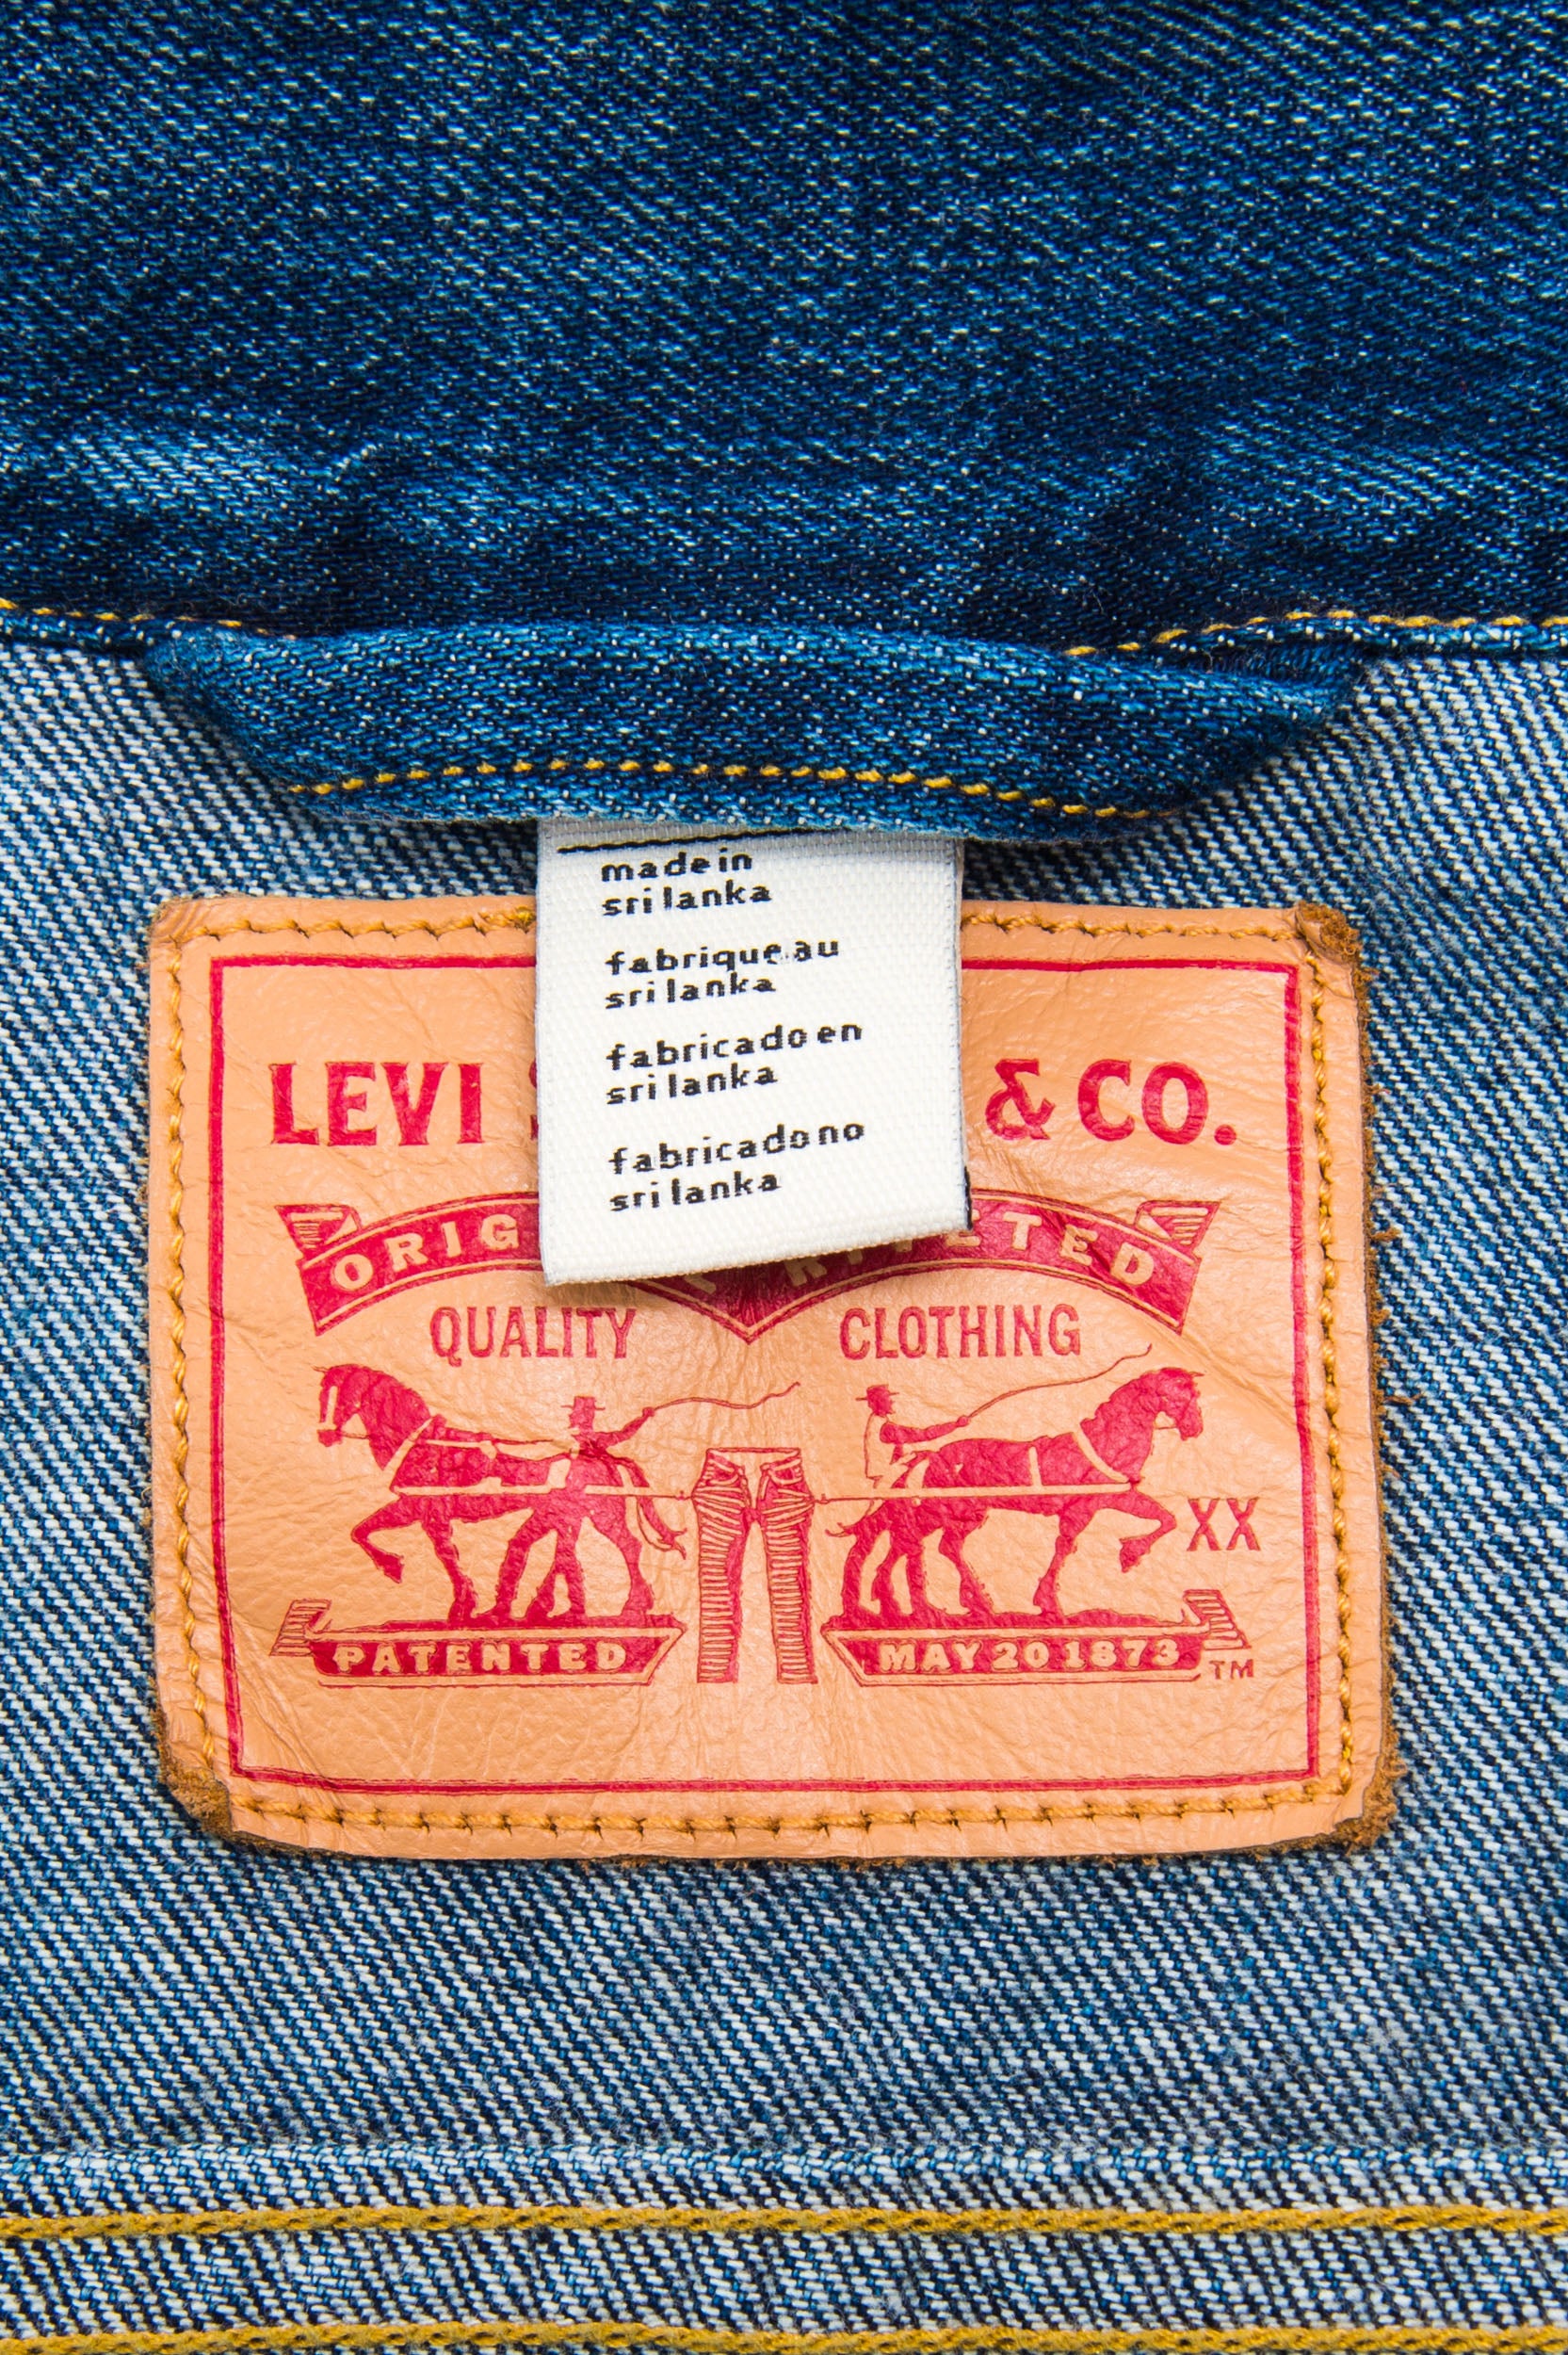 made in
sri lanka
fabrique au
sri lanka
fabricado en
sri lanka
fabricado no
sri lanka
LEVI & CO.
QUALITY CLOTHING
XX
PATENTED MAY 20 1873 TM